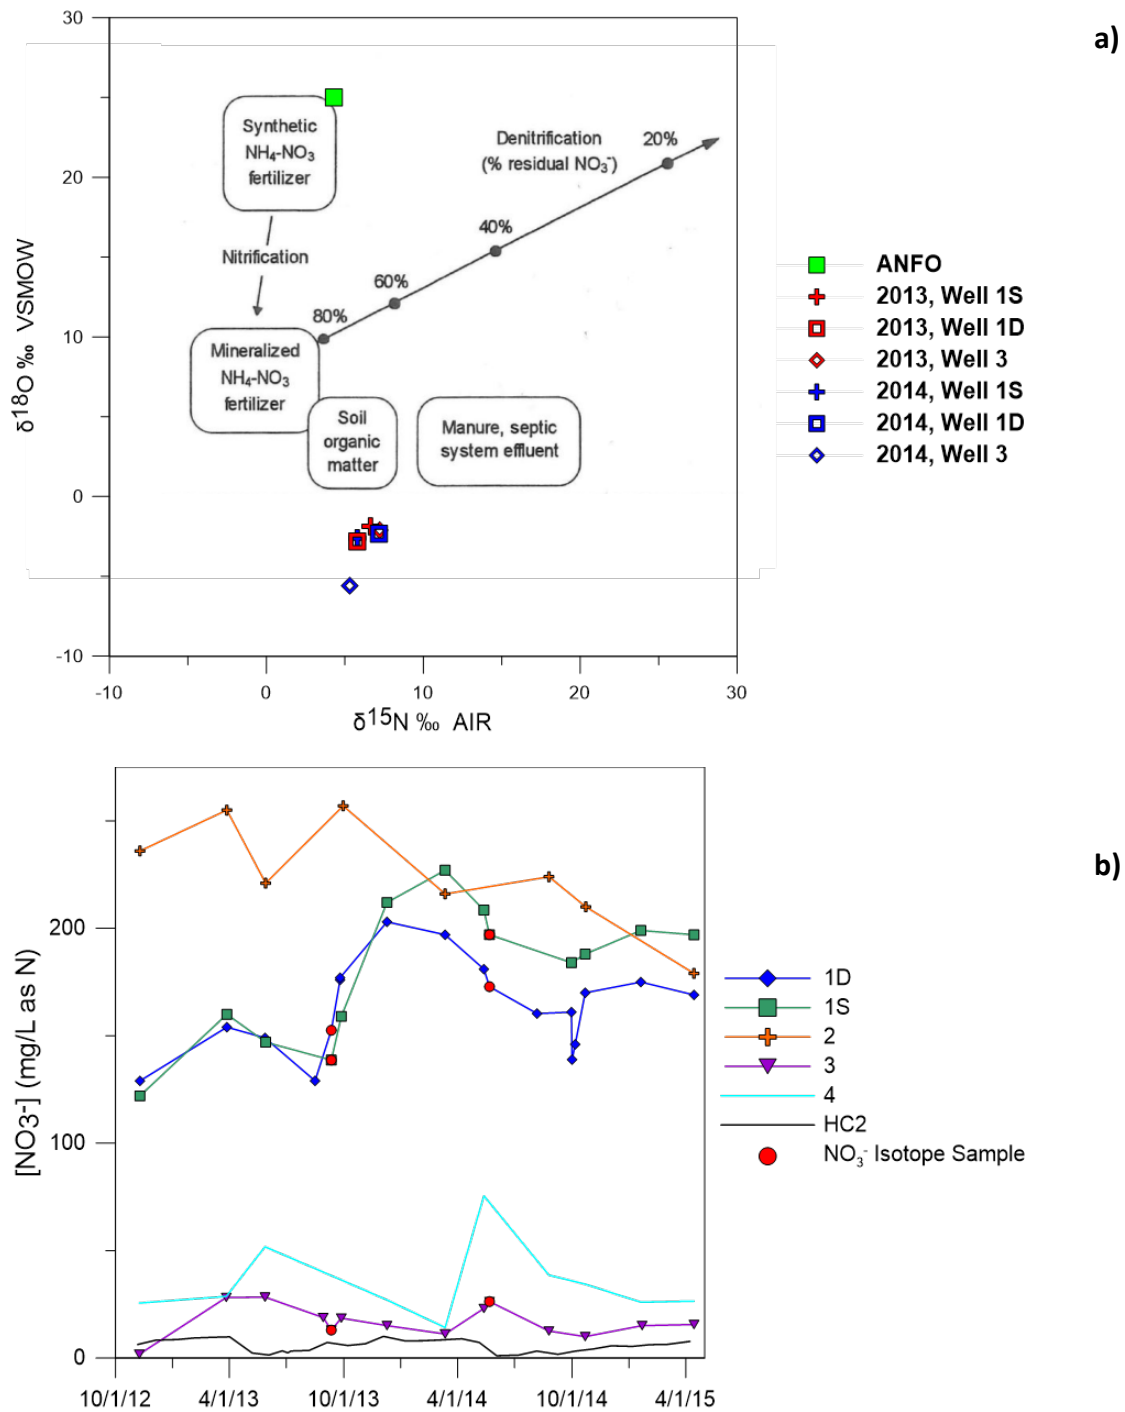 a)
30
20
10
0
-10
δ18O ‰ VSMOW
Synthetic
NH4-NO3
fertilizer
Nitrification
Mineralized
NH4-NO3
fertilizer
Soil
organic
matter
Manure, septic
system effluent
Denitrification
(% residual NO3-)
80%
60%
40%
20%
-10 0 10 20 30
δ15N ‰ AIR
ANFO
2013, Well 1S
2013, Well 1D
2013, Well 3
2014, Well 1S
2014, Well 1D
2014, Well 3
b)
200
100
0
[NO3-] (mg/L as N)
10/1/12 4/1/13 10/1/13 4/1/14 10/1/14 4/1/15
1D
1S
2
3
4
HC2
NO3- Isotope Sample